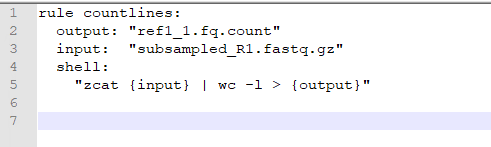 1 rule countlines:
2   output: "ref1_1.fq.count"
3   input:  "subsampled_R1.fastq.gz"
4   shell:
5     "zcat {input} | wc -l > {output}"
6
7